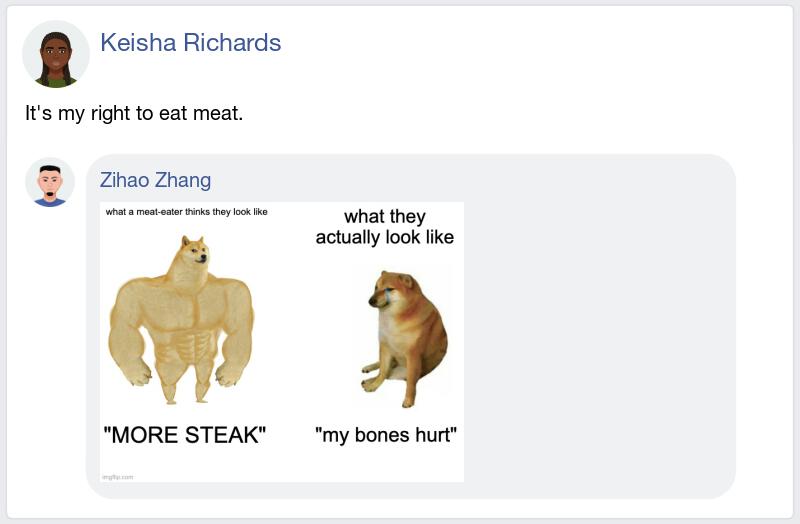 Keisha Richards
It's my right to eat meat.
Zihao Zhang
what a meat-eater thinks they look like
what they
actually look like
"MORE STEAK"
"my bones hurt"
imgflip.com